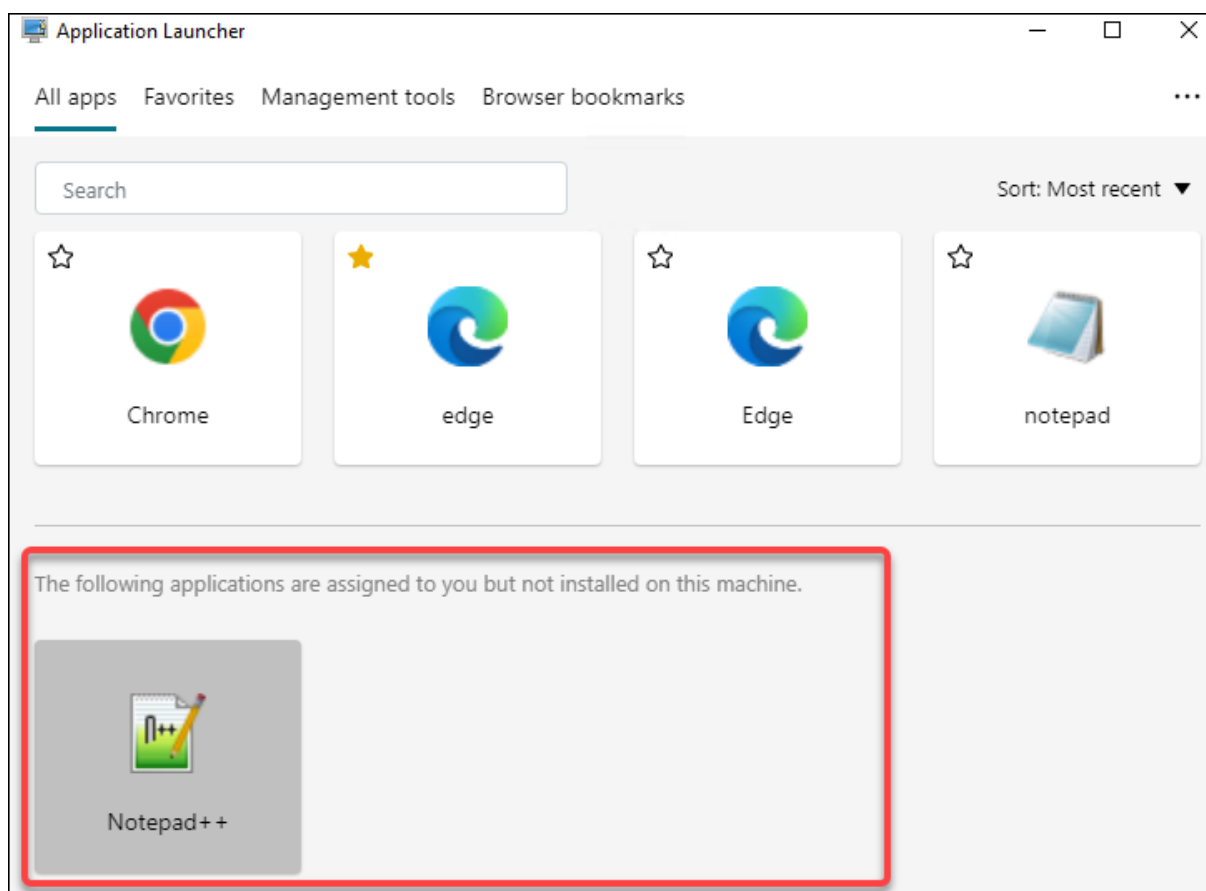 Application Launcher
All apps Favorites Management tools Browser bookmarks
Search Sort: Most recent
Chrome edge Edge notepad
The following applications are assigned to you but not installed on this machine.
n++
Notepad++